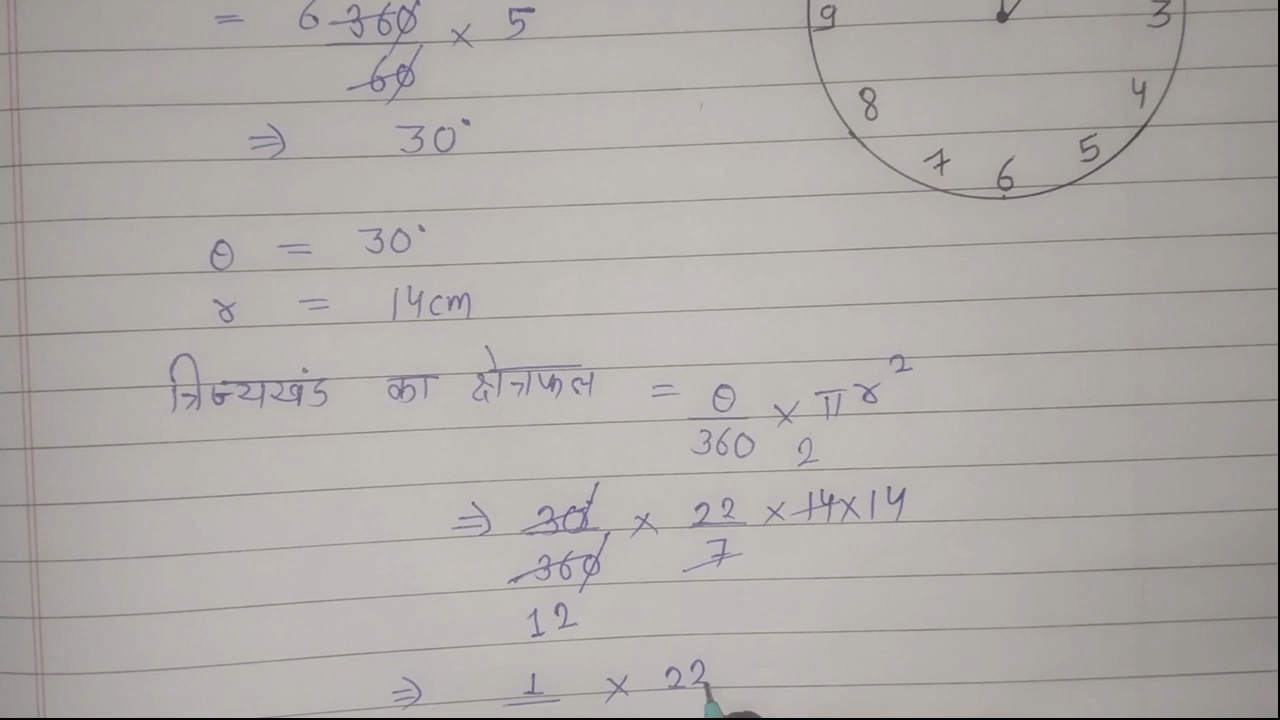 = 6 360/60 × 5
⇒ 30°
θ = 30°
r = 14cm
त्रिज्यखंड का क्षेत्रफल = θ/360 × πr²
2
⇒ 30/360 × 22/7 × 14 × 14
12
⇒ 1 × 22
9 3
8 4
7 6 5